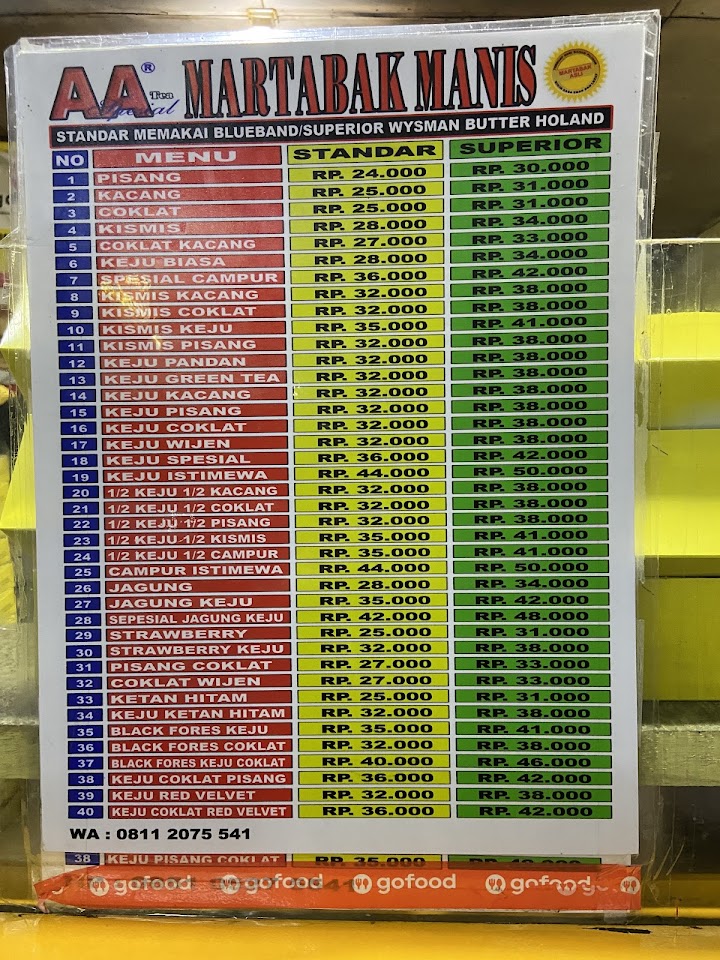 AA® Tea Spesial MARTABAK MANIS
MARTABAK ASLI
STANDAR MEMAKAI BLUEBAND/SUPERIOR WYSMAN BUTTER HOLAND
NO MENU STANDAR SUPERIOR
1 PISANG RP. 24.000 RP. 30.000
2 KACANG RP. 25.000 RP. 31.000
3 COKLAT RP. 25.000 RP. 31.000
4 KISMIS RP. 28.000 RP. 34.000
5 COKLAT KACANG RP. 27.000 RP. 33.000
6 KEJU BIASA RP. 28.000 RP. 34.000
7 SPESIAL CAMPUR RP. 36.000 RP. 42.000
8 KISMIS KACANG RP. 32.000 RP. 38.000
9 KISMIS COKLAT RP. 32.000 RP. 38.000
10 KISMIS KEJU RP. 35.000 RP. 41.000
11 KISMIS PISANG RP. 32.000 RP. 38.000
12 KEJU PANDAN RP. 32.000 RP. 38.000
13 KEJU GREEN TEA RP. 32.000 RP. 38.000
14 KEJU KACANG RP. 32.000 RP. 38.000
15 KEJU PISANG RP. 32.000 RP. 38.000
16 KEJU COKLAT RP. 32.000 RP. 38.000
17 KEJU WIJEN RP. 32.000 RP. 38.000
18 KEJU SPESIAL RP. 36.000 RP. 42.000
19 KEJU ISTIMEWA RP. 44.000 RP. 50.000
20 1/2 KEJU 1/2 KACANG RP. 32.000 RP. 38.000
21 1/2 KEJU 1/2 COKLAT RP. 32.000 RP. 38.000
22 1/2 KEJU 1/2 PISANG RP. 32.000 RP. 38.000
23 1/2 KEJU 1/2 KISMIS RP. 35.000 RP. 41.000
24 1/2 KEJU 1/2 CAMPUR RP. 35.000 RP. 41.000
25 CAMPUR ISTIMEWA RP. 44.000 RP. 50.000
26 JAGUNG RP. 28.000 RP. 34.000
27 JAGUNG KEJU RP. 35.000 RP. 42.000
28 SEPESIAL JAGUNG KEJU RP. 42.000 RP. 48.000
29 STRAWBERRY RP. 25.000 RP. 31.000
30 STRAWBERRY KEJU RP. 32.000 RP. 38.000
31 PISANG COKLAT RP. 27.000 RP. 33.000
32 COKLAT WIJEN RP. 27.000 RP. 33.000
33 KETAN HITAM RP. 25.000 RP. 31.000
34 KEJU KETAN HITAM RP. 32.000 RP. 38.000
35 BLACK FORES KEJU RP. 35.000 RP. 41.000
36 BLACK FORES COKLAT RP. 32.000 RP. 38.000
37 BLACK FORES KEJU COKLAT RP. 40.000 RP. 46.000
38 KEJU COKLAT PISANG RP. 36.000 RP. 42.000
39 KEJU RED VELVET RP. 32.000 RP. 38.000
40 KEJU COKLAT RED VELVET RP. 36.000 RP. 42.000
WA : 0811 2075 541
38 KEJU PISANG COKLAT RP. 35.000
gofood gofood gofood gofood